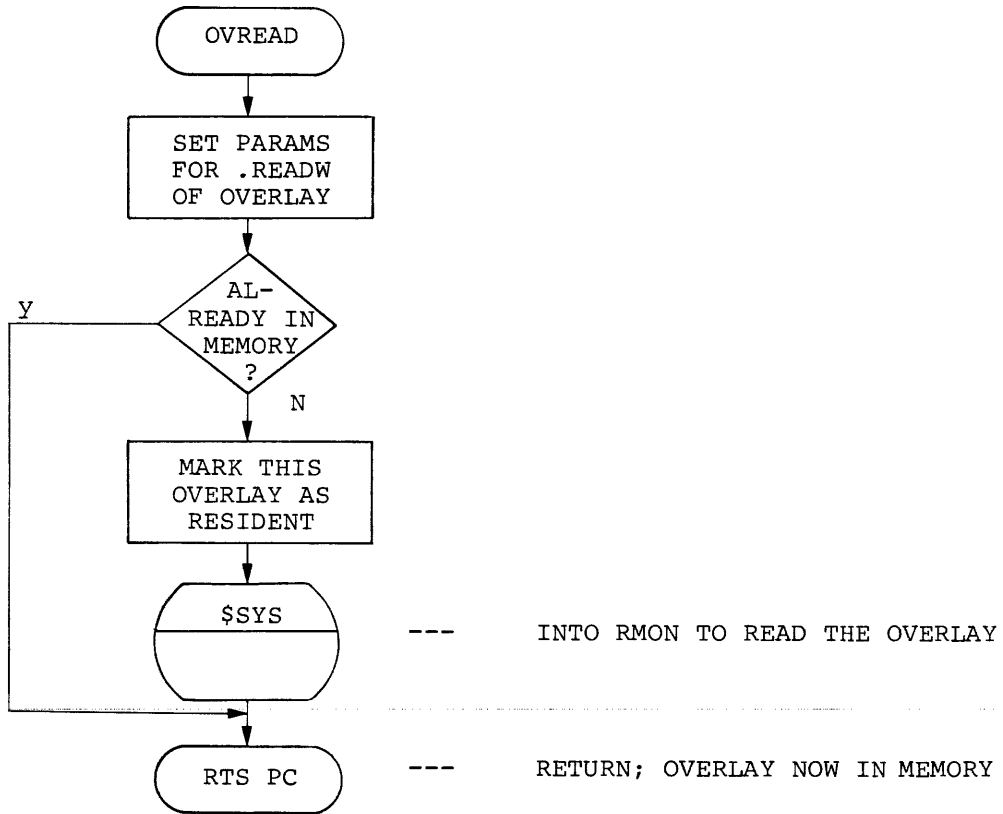 OVREAD
SET PARAMS
FOR .READW
OF OVERLAY
AL-
READY IN
MEMORY
?
Y
N
MARK THIS
OVERLAY AS
RESIDENT
$SYS
--- INTO RMON TO READ THE OVERLAY
RTS PC
--- RETURN; OVERLAY NOW IN MEMORY